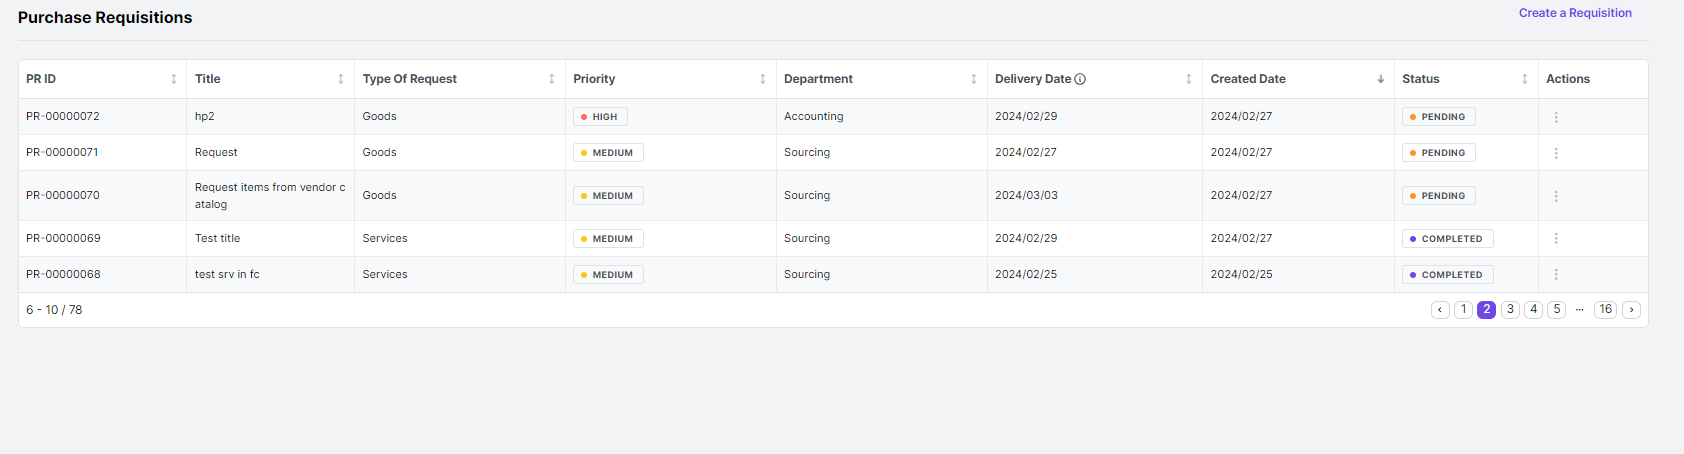 Purchase Requisitions
Create a Requisition
PR ID Title Type Of Request Priority Department Delivery Date Created Date Status Actions
PR-00000072 hp2 Goods HIGH Accounting 2024/02/29 2024/02/27 PENDING
PR-00000071 Request Goods MEDIUM Sourcing 2024/02/27 2024/02/27 PENDING
PR-00000070 Request items from vendor c
atalog Goods MEDIUM Sourcing 2024/03/03 2024/02/27 PENDING
PR-00000069 Test title Services MEDIUM Sourcing 2024/02/29 2024/02/27 COMPLETED
PR-00000068 test srv in fc Services MEDIUM Sourcing 2024/02/25 2024/02/25 COMPLETED
6 - 10 / 78
‹ 1 2 3 4 5 ··· 16 ›